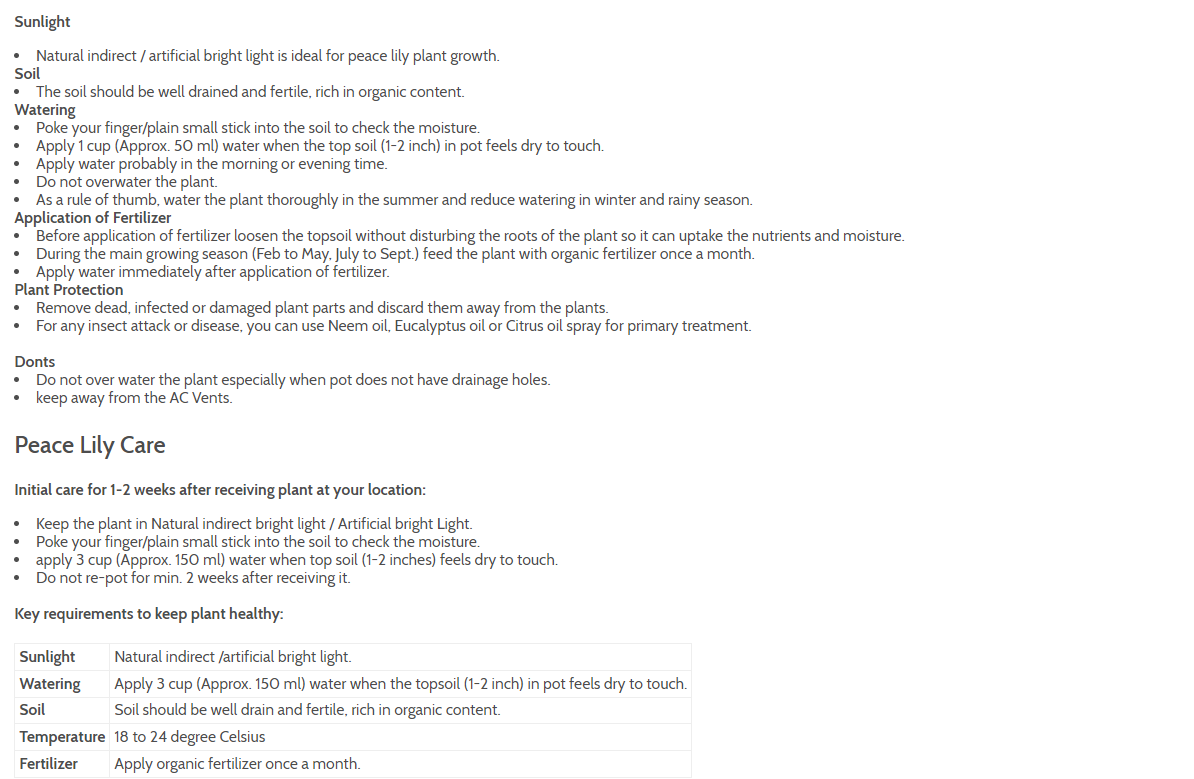 Sunlight
• Natural indirect / artificial bright light is ideal for peace lily plant growth.
Soil
• The soil should be well drained and fertile, rich in organic content.
Watering
• Poke your finger/plain small stick into the soil to check the moisture.
• Apply 1 cup (Approx. 50 ml) water when the top soil (1-2 inch) in pot feels dry to touch.
• Apply water probably in the morning or evening time.
• Do not overwater the plant.
• As a rule of thumb, water the plant thoroughly in the summer and reduce watering in winter and rainy season.
Application of Fertilizer
• Before application of fertilizer loosen the topsoil without disturbing the roots of the plant so it can uptake the nutrients and moisture.
• During the main growing season (Feb to May, July to Sept.) feed the plant with organic fertilizer once a month.
• Apply water immediately after application of fertilizer.
Plant Protection
• Remove dead, infected or damaged plant parts and discard them away from the plants.
• For any insect attack or disease, you can use Neem oil, Eucalyptus oil or Citrus oil spray for primary treatment.
Donts
• Do not over water the plant especially when pot does not have drainage holes.
• keep away from the AC Vents.
Peace Lily Care
Initial care for 1-2 weeks after receiving plant at your location:
• Keep the plant in Natural indirect bright light / Artificial bright Light.
• Poke your finger/plain small stick into the soil to check the moisture.
• apply 3 cup (Approx. 150 ml) water when top soil (1-2 inches) feels dry to touch.
• Do not re-pot for min. 2 weeks after receiving it.
Key requirements to keep plant healthy:
Sunlight Natural indirect /artificial bright light.
Watering Apply 3 cup (Approx. 150 ml) water when the topsoil (1-2 inch) in pot feels dry to touch.
Soil Soil should be well drain and fertile, rich in organic content.
Temperature 18 to 24 degree Celsius
Fertilizer Apply organic fertilizer once a month.